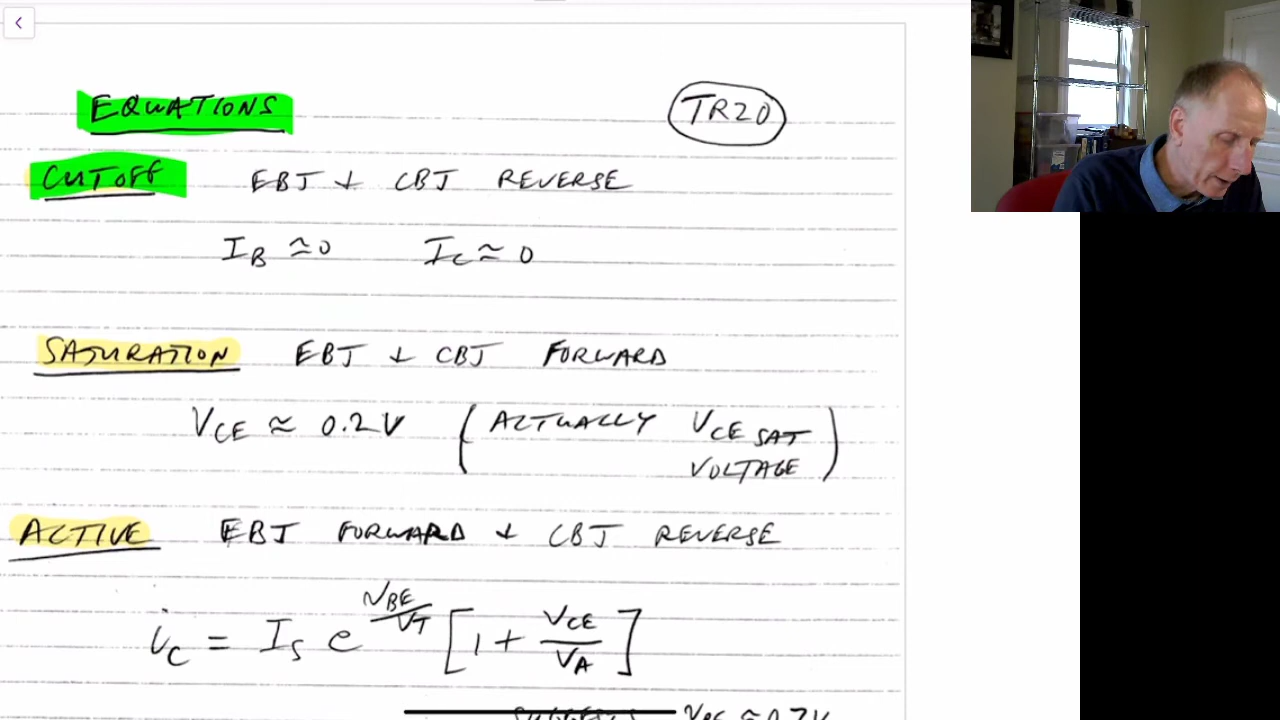 EQUATIONS
TR20
CUTOFF EBJ + CBJ REVERSE
I_B ≃ 0 I_C ≈ 0
SATURATION EBJ + CBJ FORWARD
V_CE ≈ 0.2V (ACTUALLY V_CE SAT VOLTAGE)
ACTIVE EBJ FORWARD + CBJ REVERSE
i_C = I_S e^(V_BE/V_T) [1 + V_CE/V_A]